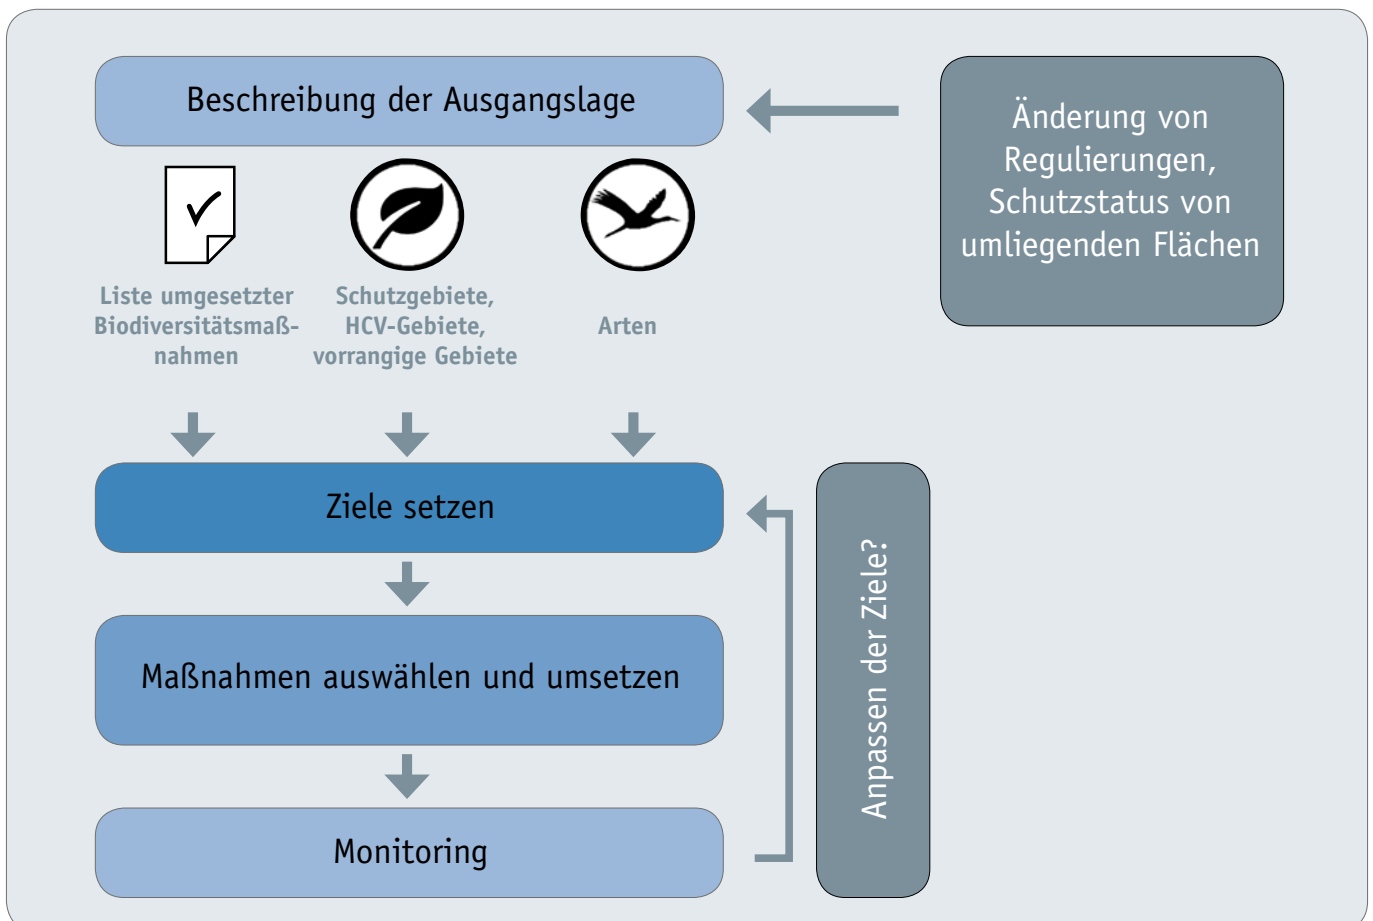 Beschreibung der Ausgangslage
Änderung von
Regulierungen,
Schutzstatus von
umliegenden Flächen
Liste umgesetzter
Biodiversitätsmaß-
nahmen
Schutzgebiete,
HCV-Gebiete,
vorrangige Gebiete
Arten
Ziele setzen
Maßnahmen auswählen und umsetzen
Monitoring
Anpassen der Ziele?